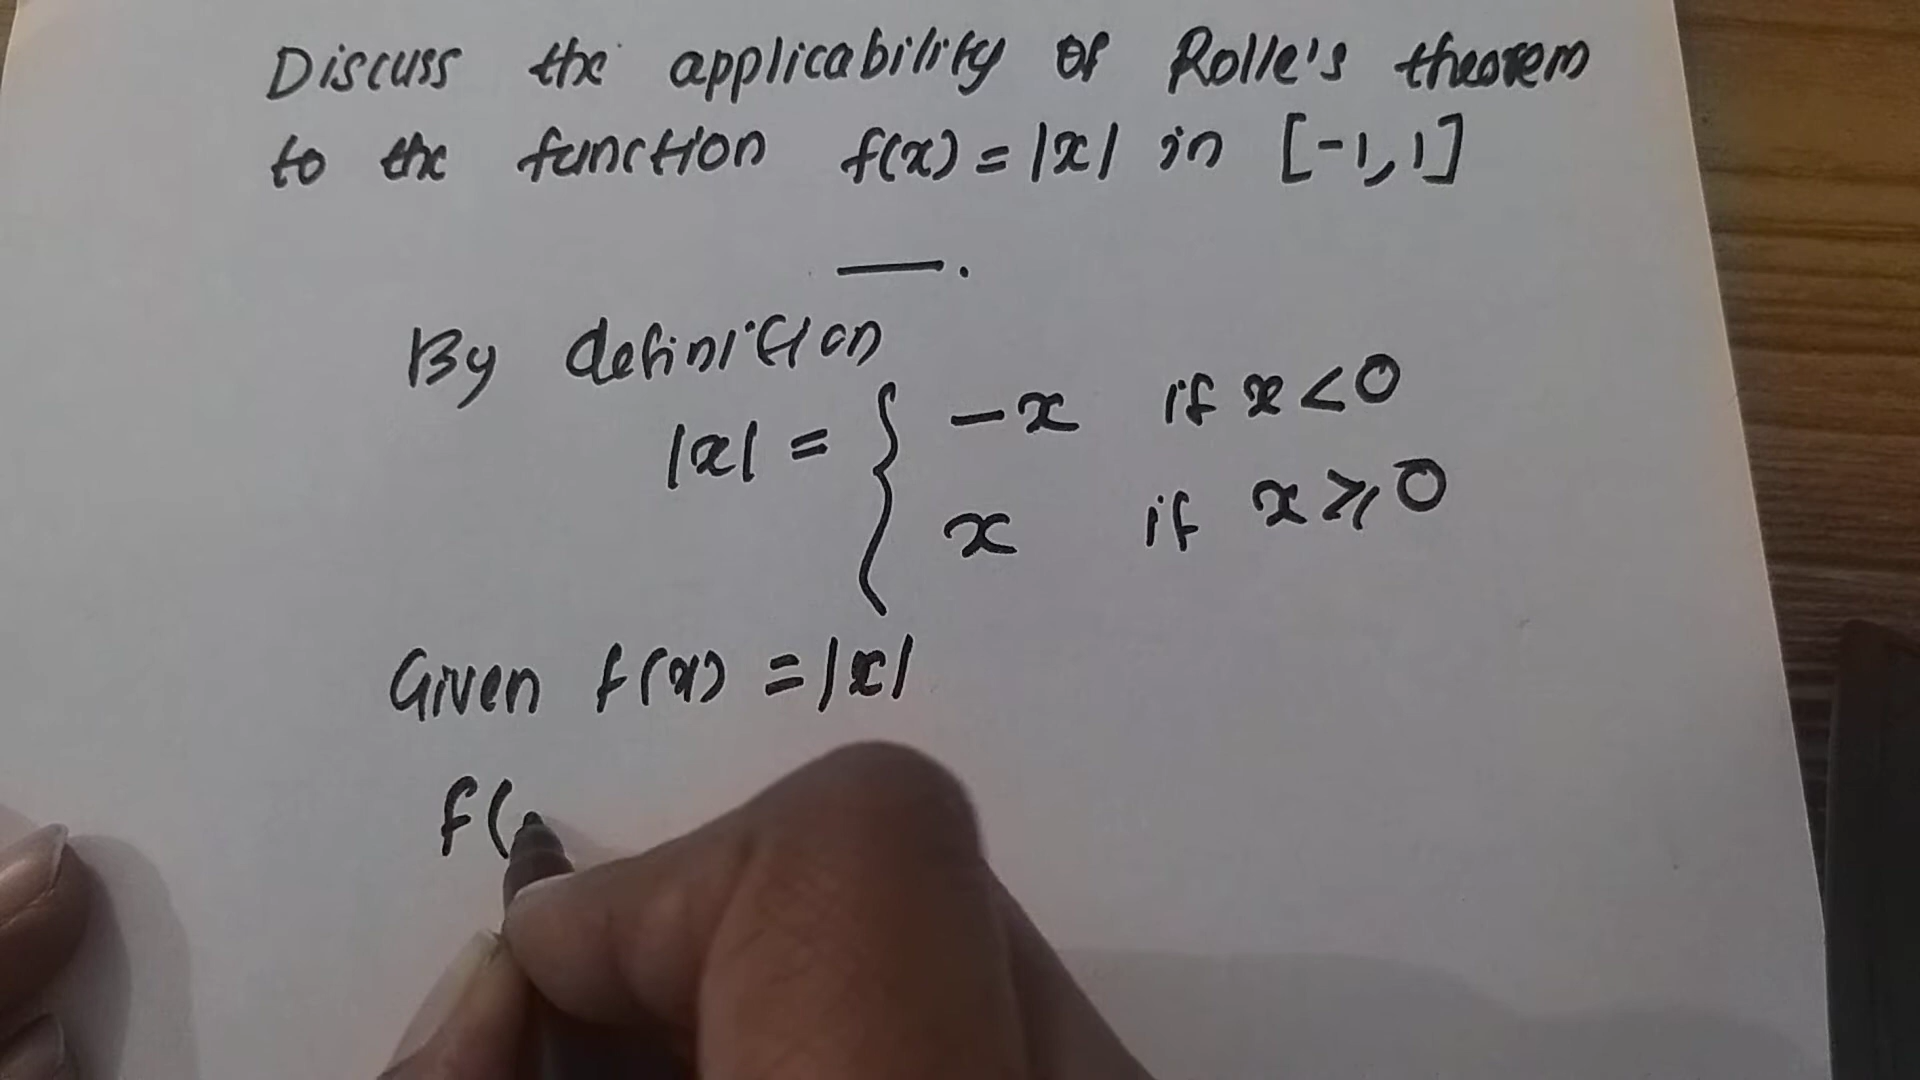 Discuss the applicability of Rolle's theorem
to the function f(x) = |x| in [-1, 1]
By definition
|x| = { -x if x < 0
x if x ⩾ 0
Given f(x) = |x|
f(